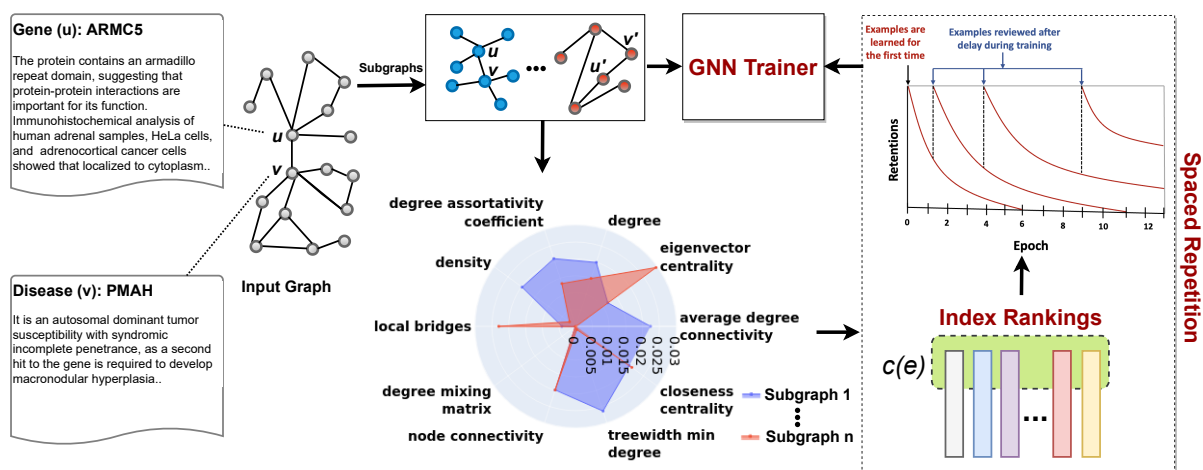 Gene (u): ARMC5
The protein contains an armadillo
repeat domain, suggesting that
protein-protein interactions are
important for its function.
Immunohistochemical analysis of
human adrenal samples, HeLa cells,
and adrenocortical cancer cells
showed that localized to cytoplasm..
Disease (v): PMAH
It is an autosomal dominant tumor
susceptibility with syndromic
incomplete penetrance, as a second
hit to the gene is required to develop
macronodular hyperplasia..
u
v
Input Graph
Subgraphs
u
v
v'
u'
GNN Trainer
degree assortativity
coefficient
degree
eigenvector
centrality
density
local bridges
average degree
connectivity
degree mixing
matrix
closeness
centrality
node connectivity
treewidth min
degree
0
0.005
0.01
0.015
0.02
0.025
0.03
Subgraph 1
Subgraph n
Examples are
learned for
the first time
Examples reviewed after
delay during training
Retentions
0 2 4 6 8 10 12
Epoch
Index Rankings
c(e)
Spaced Repetition